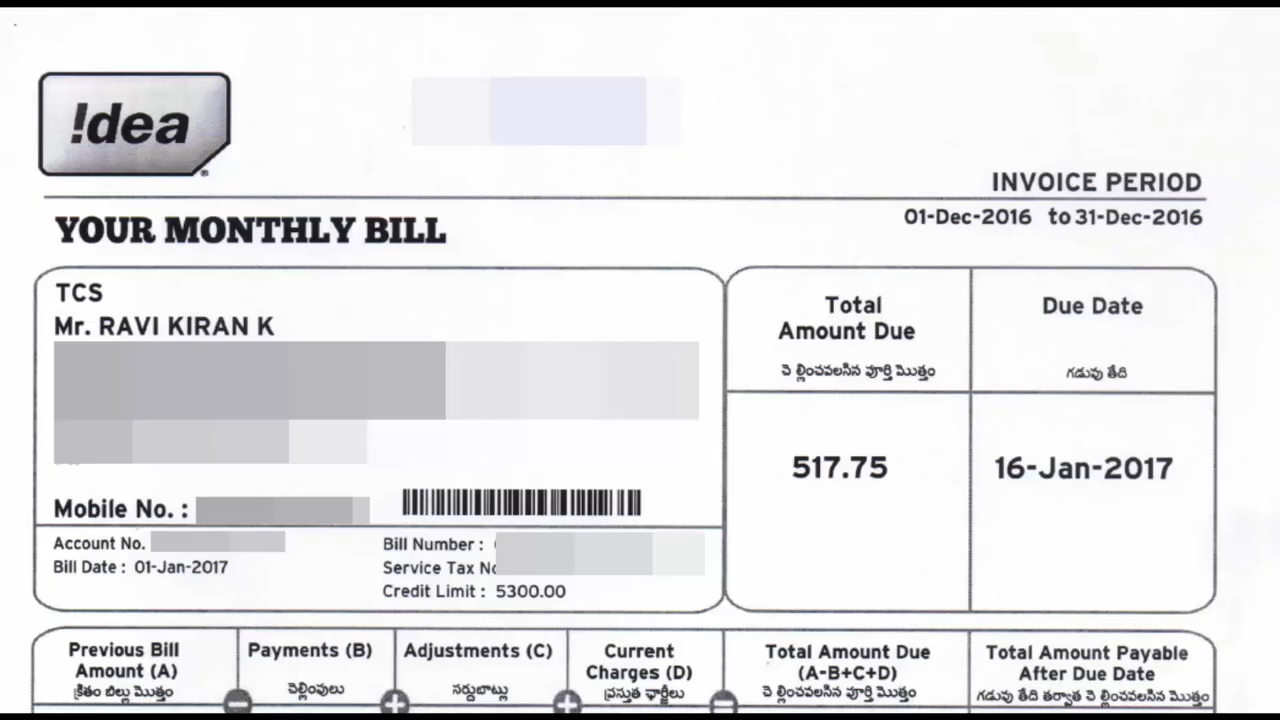 !dea
INVOICE PERIOD
01-Dec-2016 to 31-Dec-2016
YOUR MONTHLY BILL
TCS
Mr. RAVI KIRAN K
Mobile No. :
Account No.
Bill Date : 01-Jan-2017
Bill Number :
Service Tax No
Credit Limit : 5300.00
Total
Amount Due
చెల్లించవలసిన పూర్తి మొత్తం
517.75
Due Date
గడువు తేది
16-Jan-2017
Previous Bill
Amount (A)
క్రితం బిల్లు మొత్తం
Payments (B)
చెల్లింపులు
Adjustments (C)
సర్దుబాట్లు
Current
Charges (D)
ప్రస్తుత ఛార్జీలు
Total Amount Due
(A-B+C+D)
చెల్లించవలసిన పూర్తి మొత్తం
Total Amount Payable
After Due Date
గడువు తేది తర్వాత చెల్లించవలసిన మొత్తం